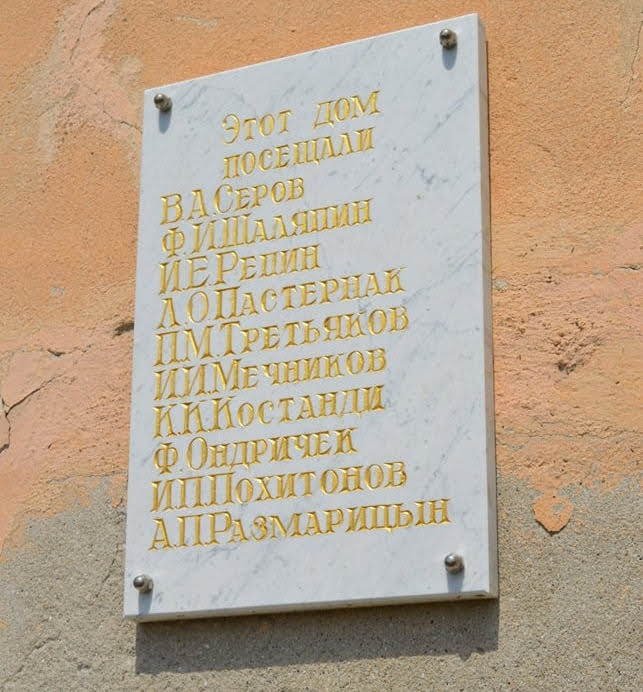 Этот дом
посещали
В.А.Серов
Ф.И.Шаляпин
И.Е.Репин
Л.О.Пастернак
П.М.Третьяков
И.И.Мечников
К.К.Костанди
Ф.Ондричек
И.П.Похитонов
А.П.Размарицын